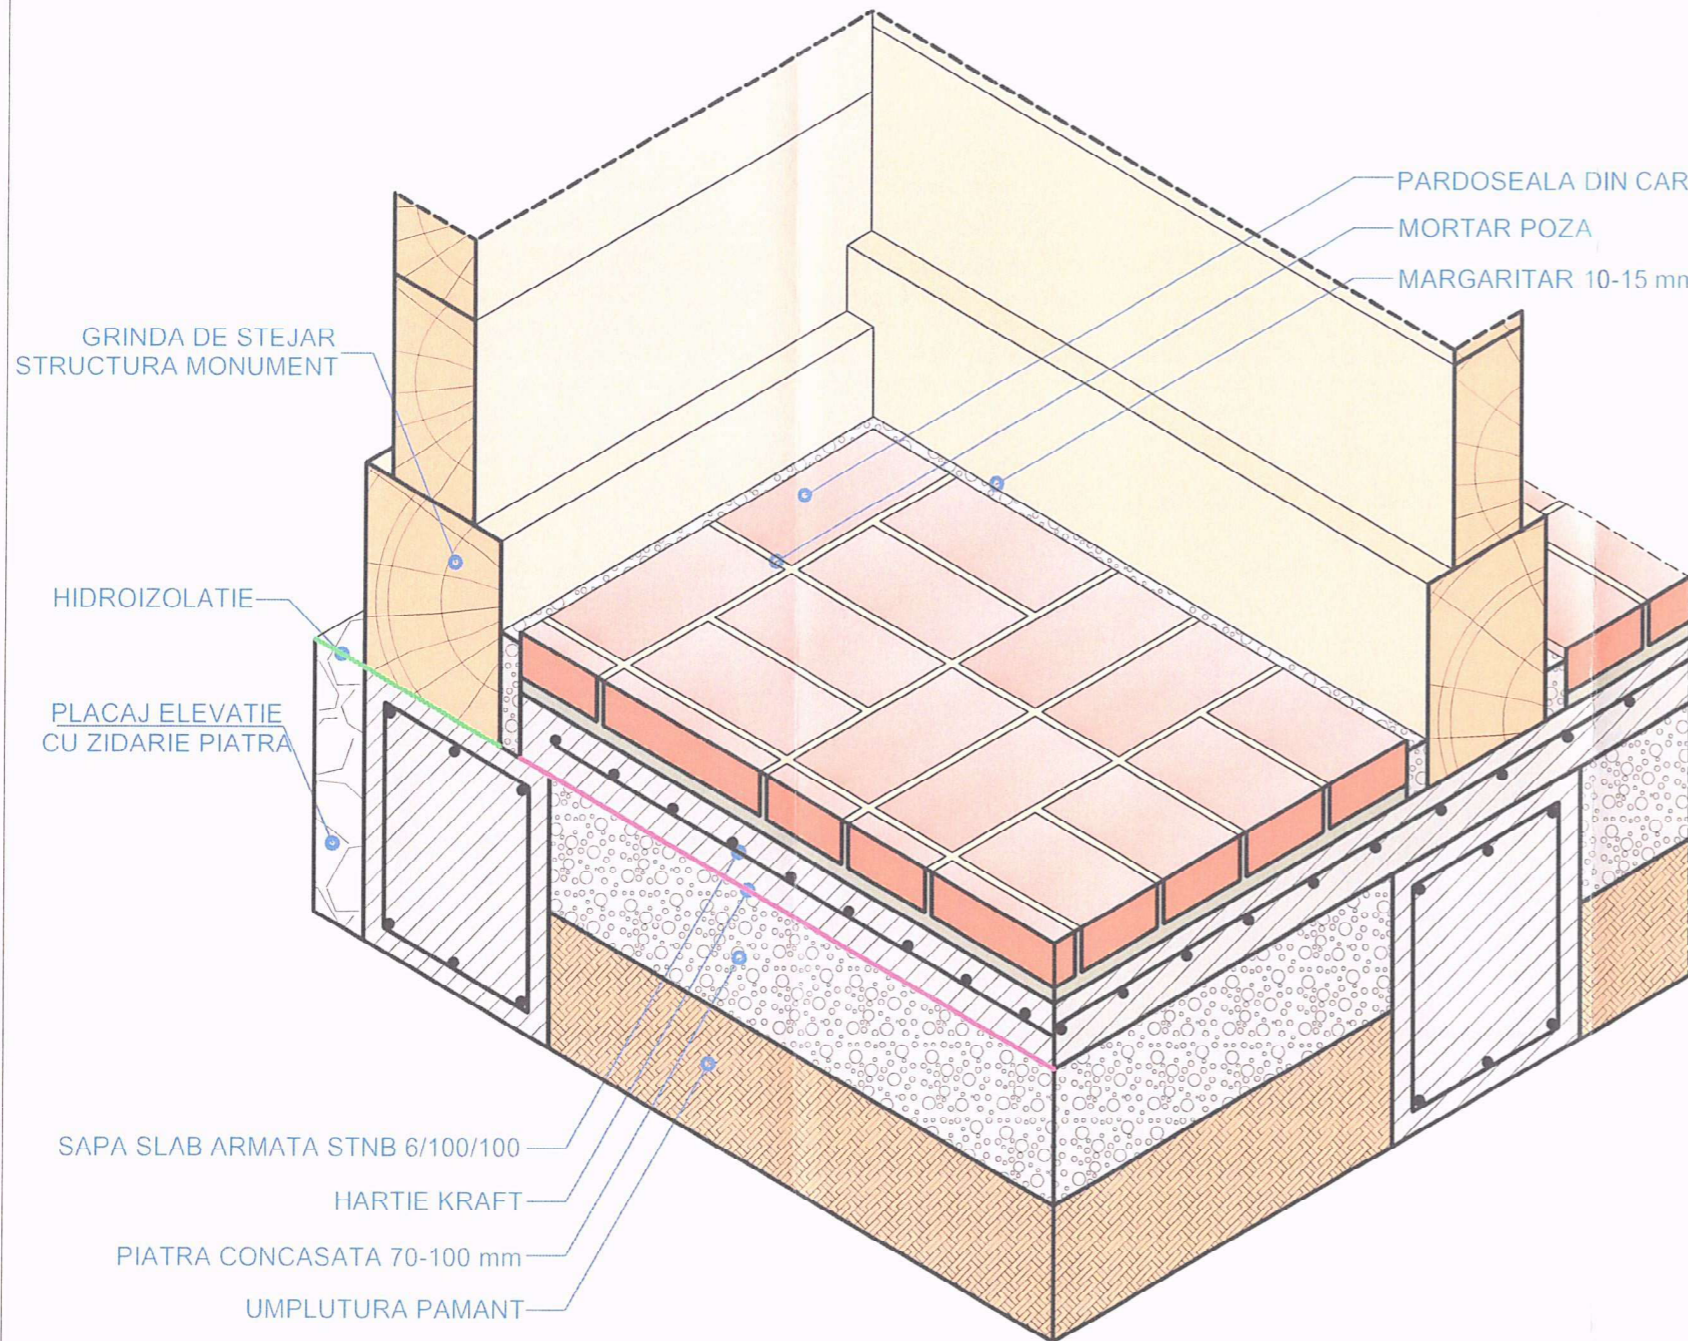 PARDOSEALA DIN CAR
MORTAR POZA
MARGARITAR 10-15 mm
GRINDA DE STEJAR
STRUCTURA MONUMENT
HIDROIZOLATIE
PLACAJ ELEVATIE
CU ZIDARIE PIATRA
SAPA SLAB ARMATA STNB 6/100/100
HARTIE KRAFT
PIATRA CONCASATA 70-100 mm
UMPLUTURA PAMANT